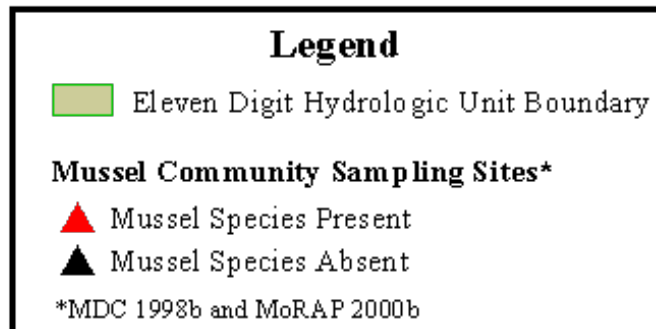 Legend
Eleven Digit Hydrologic Unit Boundary
Mussel Community Sampling Sites*
Mussel Species Present
Mussel Species Absent
*MDC 1998b and MoRAP 2000b